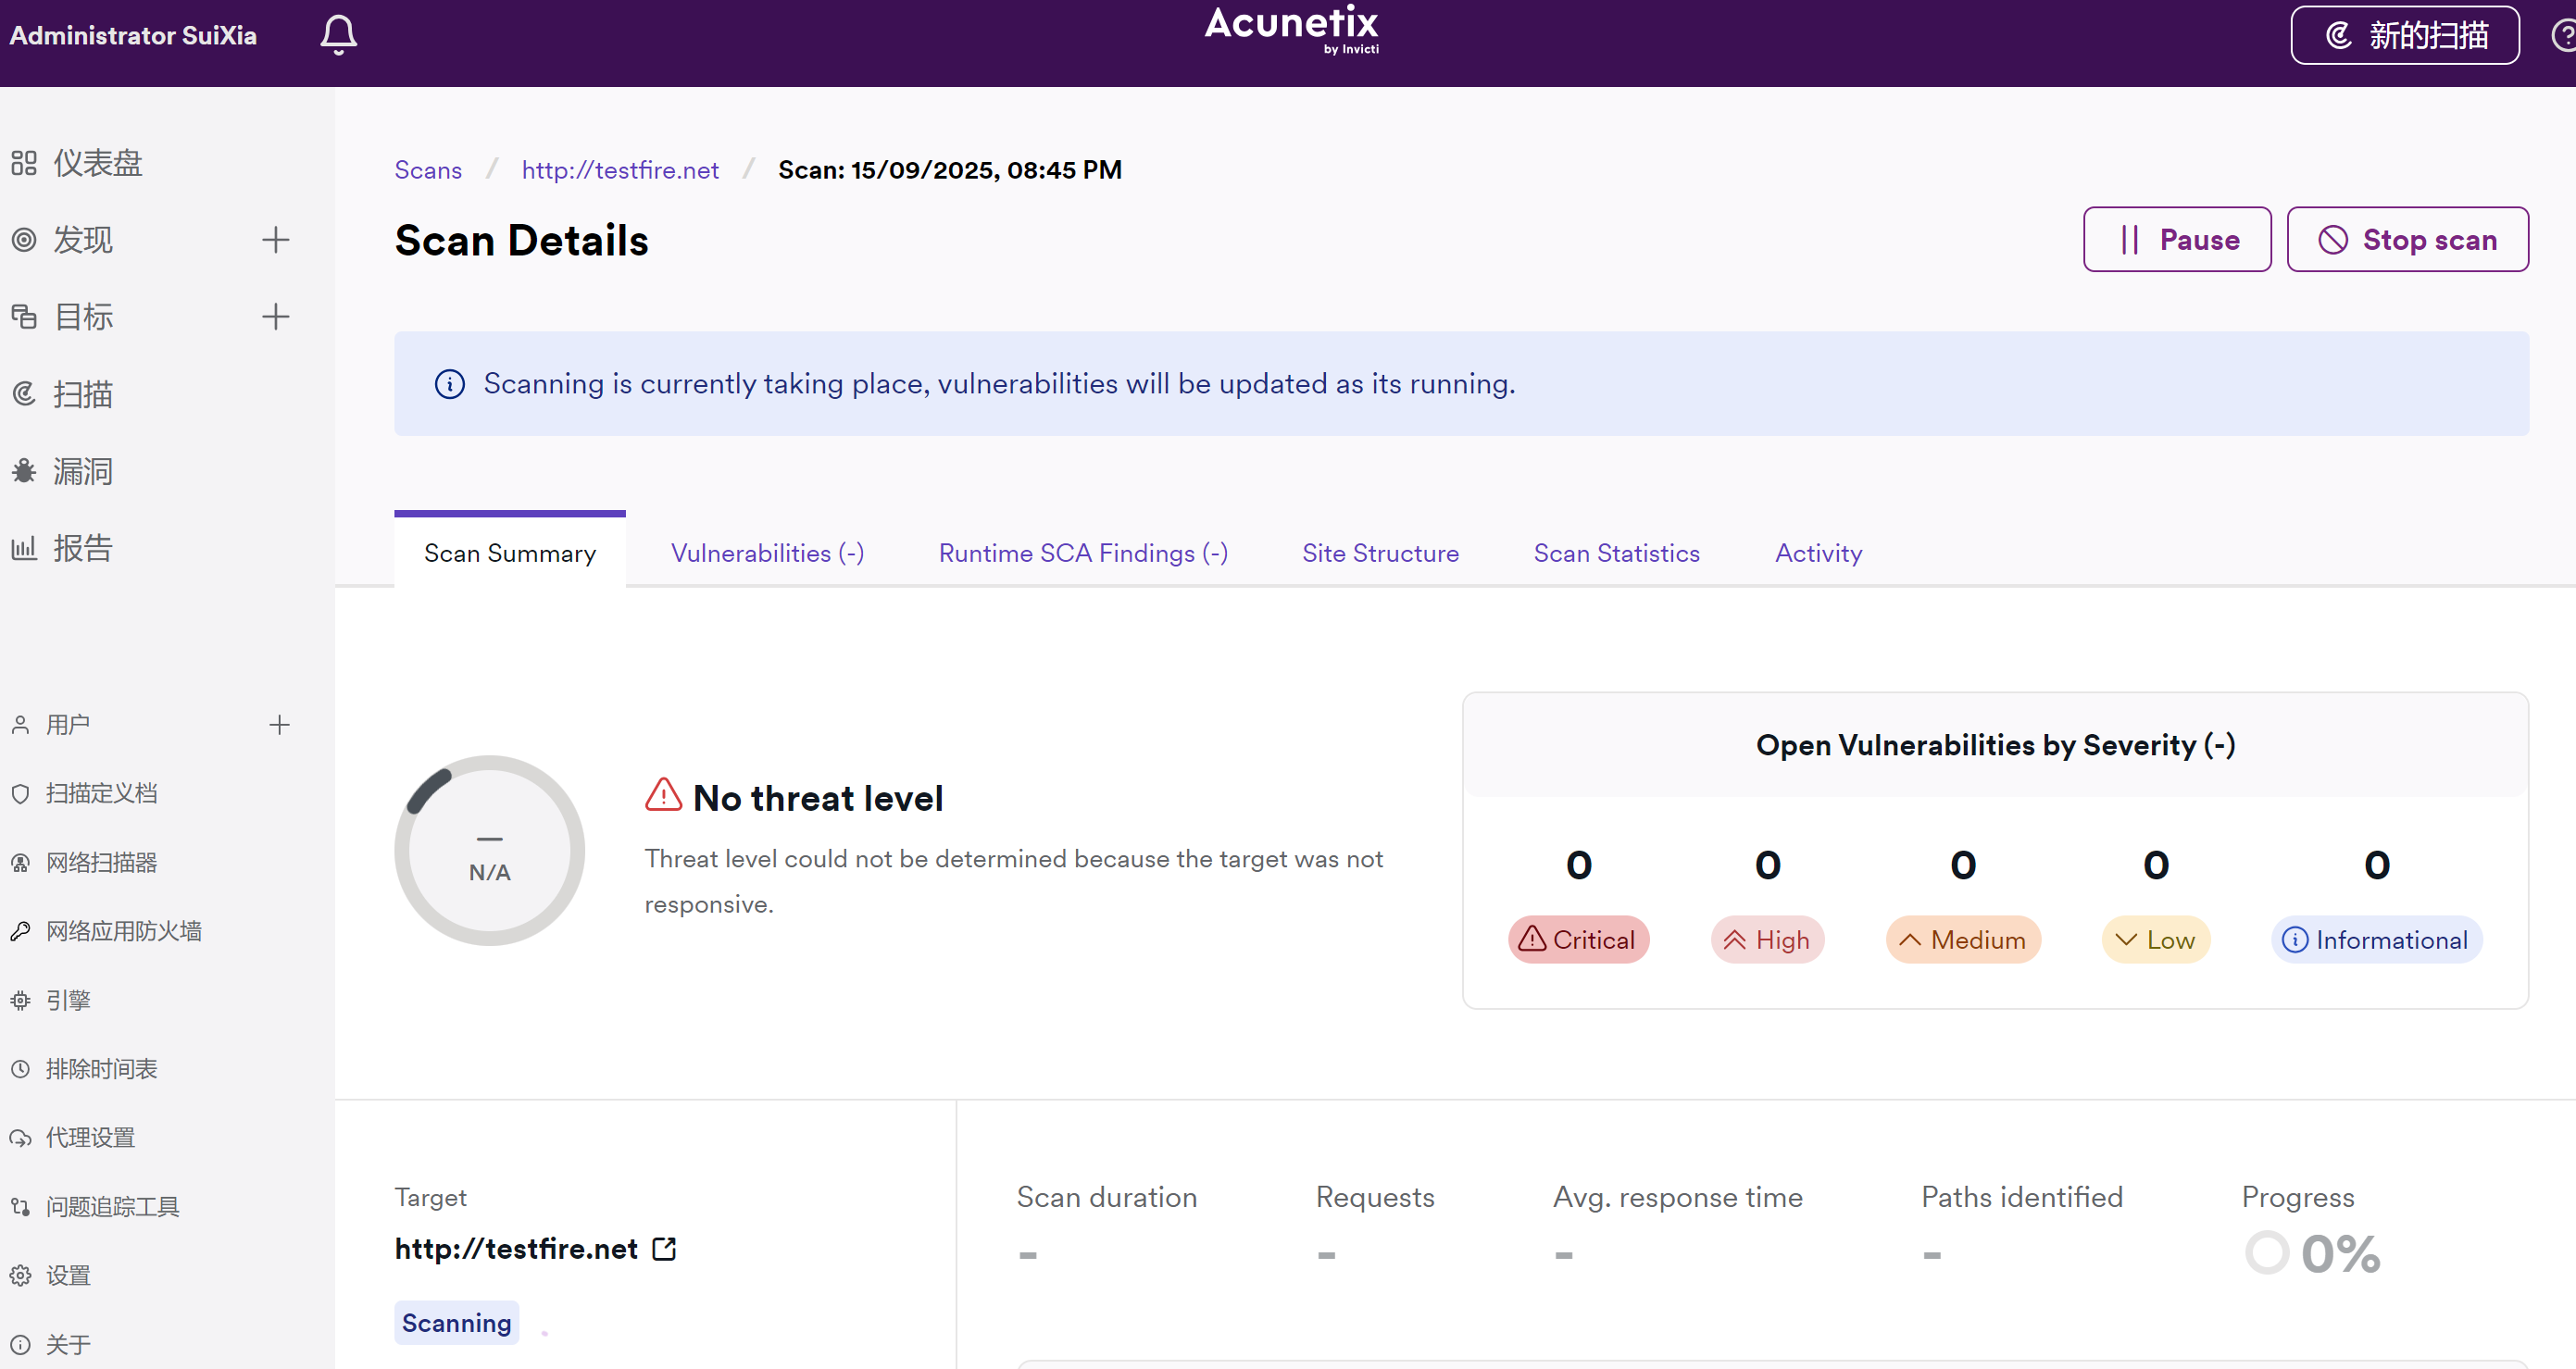 Administrator SuiXia
Acunetix
by Invicti
新的扫描
仪表盘
发现
目标
扫描
漏洞
报告
用户
扫描定义档
网络扫描器
网络应用防火墙
引擎
排除时间表
代理设置
问题追踪工具
设置
关于
Scans / http://testfire.net / Scan: 15/09/2025, 08:45 PM
Scan Details
Pause
Stop scan
Scanning is currently taking place, vulnerabilities will be updated as its running.
Scan Summary
Vulnerabilities (-)
Runtime SCA Findings (-)
Site Structure
Scan Statistics
Activity
N/A
No threat level
Threat level could not be determined because the target was not
responsive.
Open Vulnerabilities by Severity (-)
0 0 0 0 0
Critical High Medium Low Informational
Target
http://testfire.net
Scanning
Scan duration Requests Avg. response time Paths identified Progress
- - - - 0%